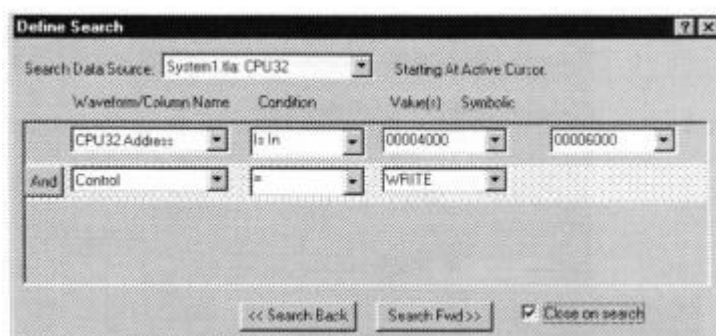 Define Search
Search Data Source: System1.tla: CPU32 Starting At Active Cursor.
Waveform/Column Name Condition Value(s) Symbolic
CPU32 Address Is In 00004000 00006000
And Control = WRITE
<< Search Back Search Fwd >> Close on search